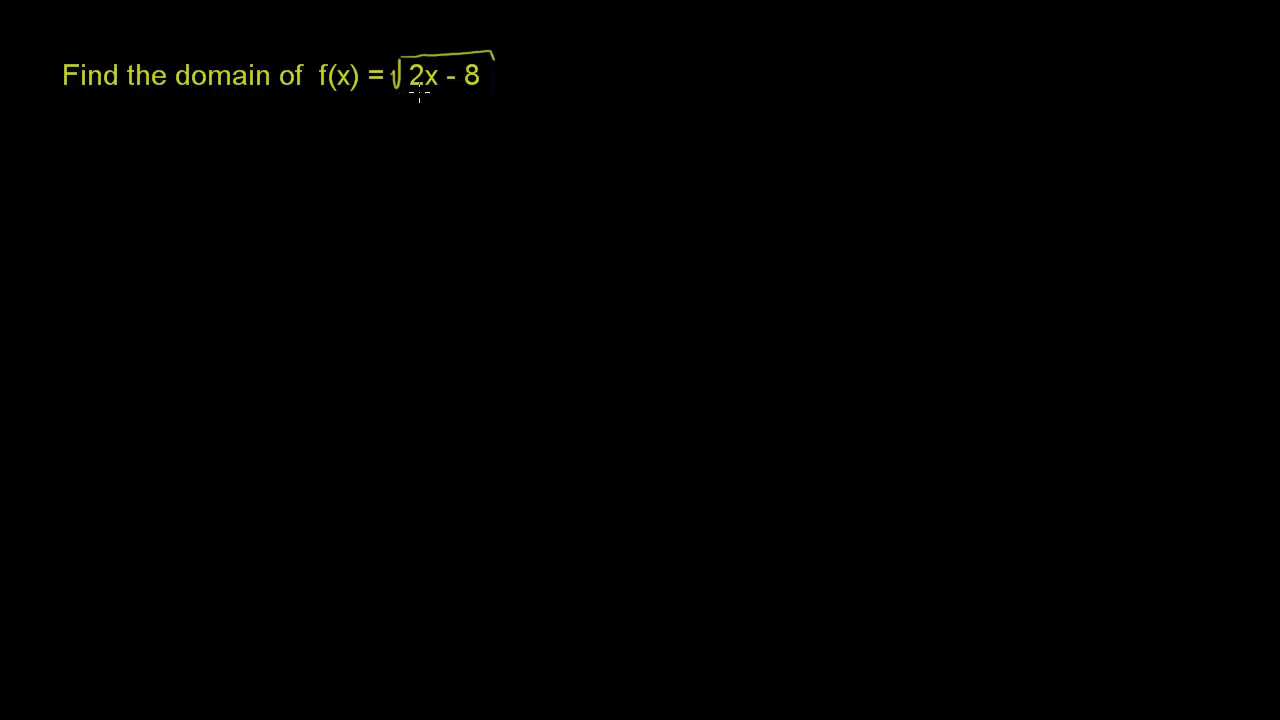 Find the domain of f(x) = √2x - 8